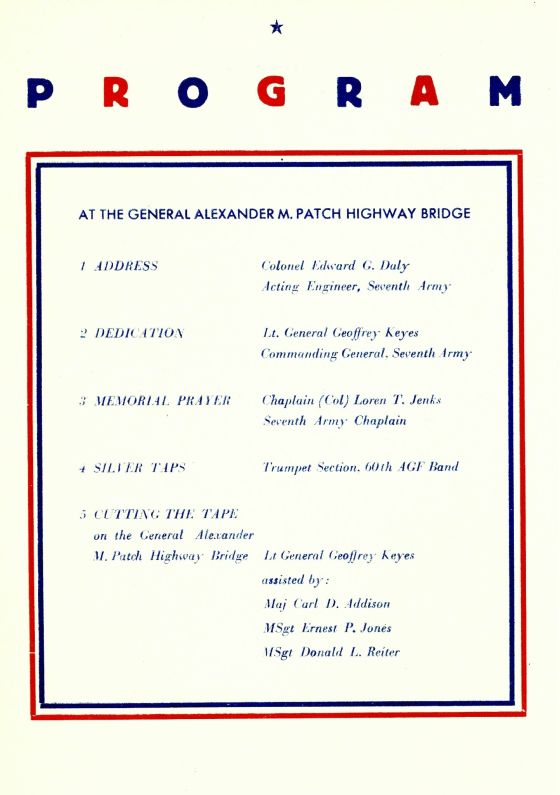 PROGRAM
AT THE GENERAL ALEXANDER M. PATCH HIGHWAY BRIDGE
1 ADDRESS Colonel Edward G. Daly
Acting Engineer, Seventh Army
2 DEDICATION Lt. General Geoffrey Keyes
Commanding General, Seventh Army
3 MEMORIAL PRAYER Chaplain (Col) Loren T. Jenks
Seventh Army Chaplain
4 SILVER TAPS Trumpet Section, 60th AGF Band
5 CUTTING THE TAPE
on the General Alexander
M. Patch Highway Bridge Lt General Geoffrey Keyes
assisted by:
Maj Carl D. Addison
MSgt Ernest P. Jones
MSgt Donald L. Reiter